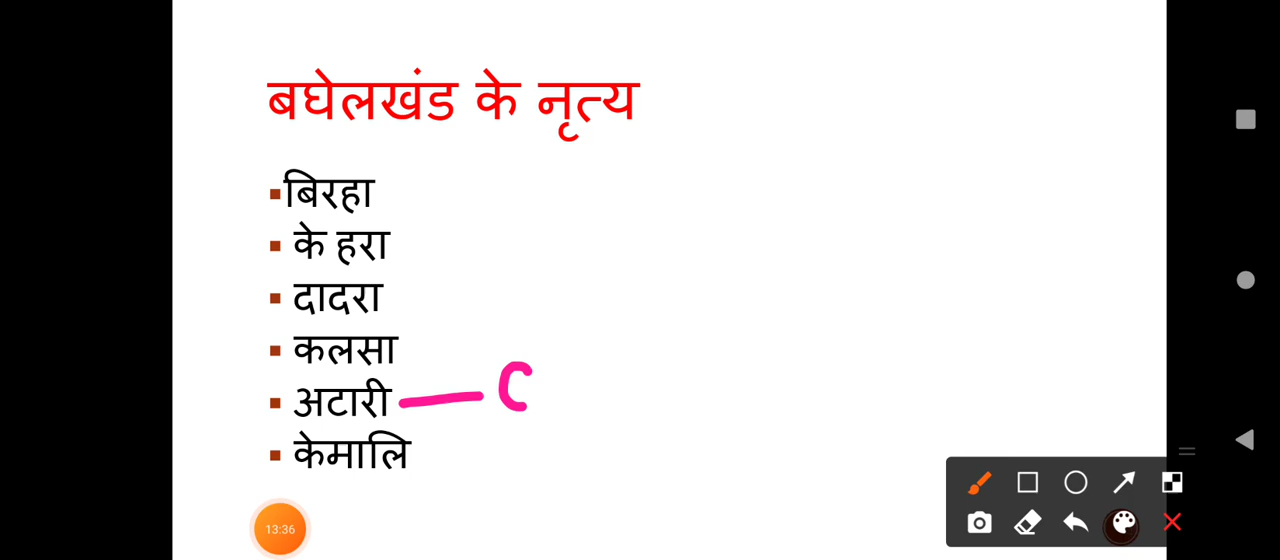 बघेलखंड के नृत्य
▪बिरहा
▪ के हरा
▪ दादरा
▪ कलसा
▪ अटारी — C
▪ केमालि
13:36